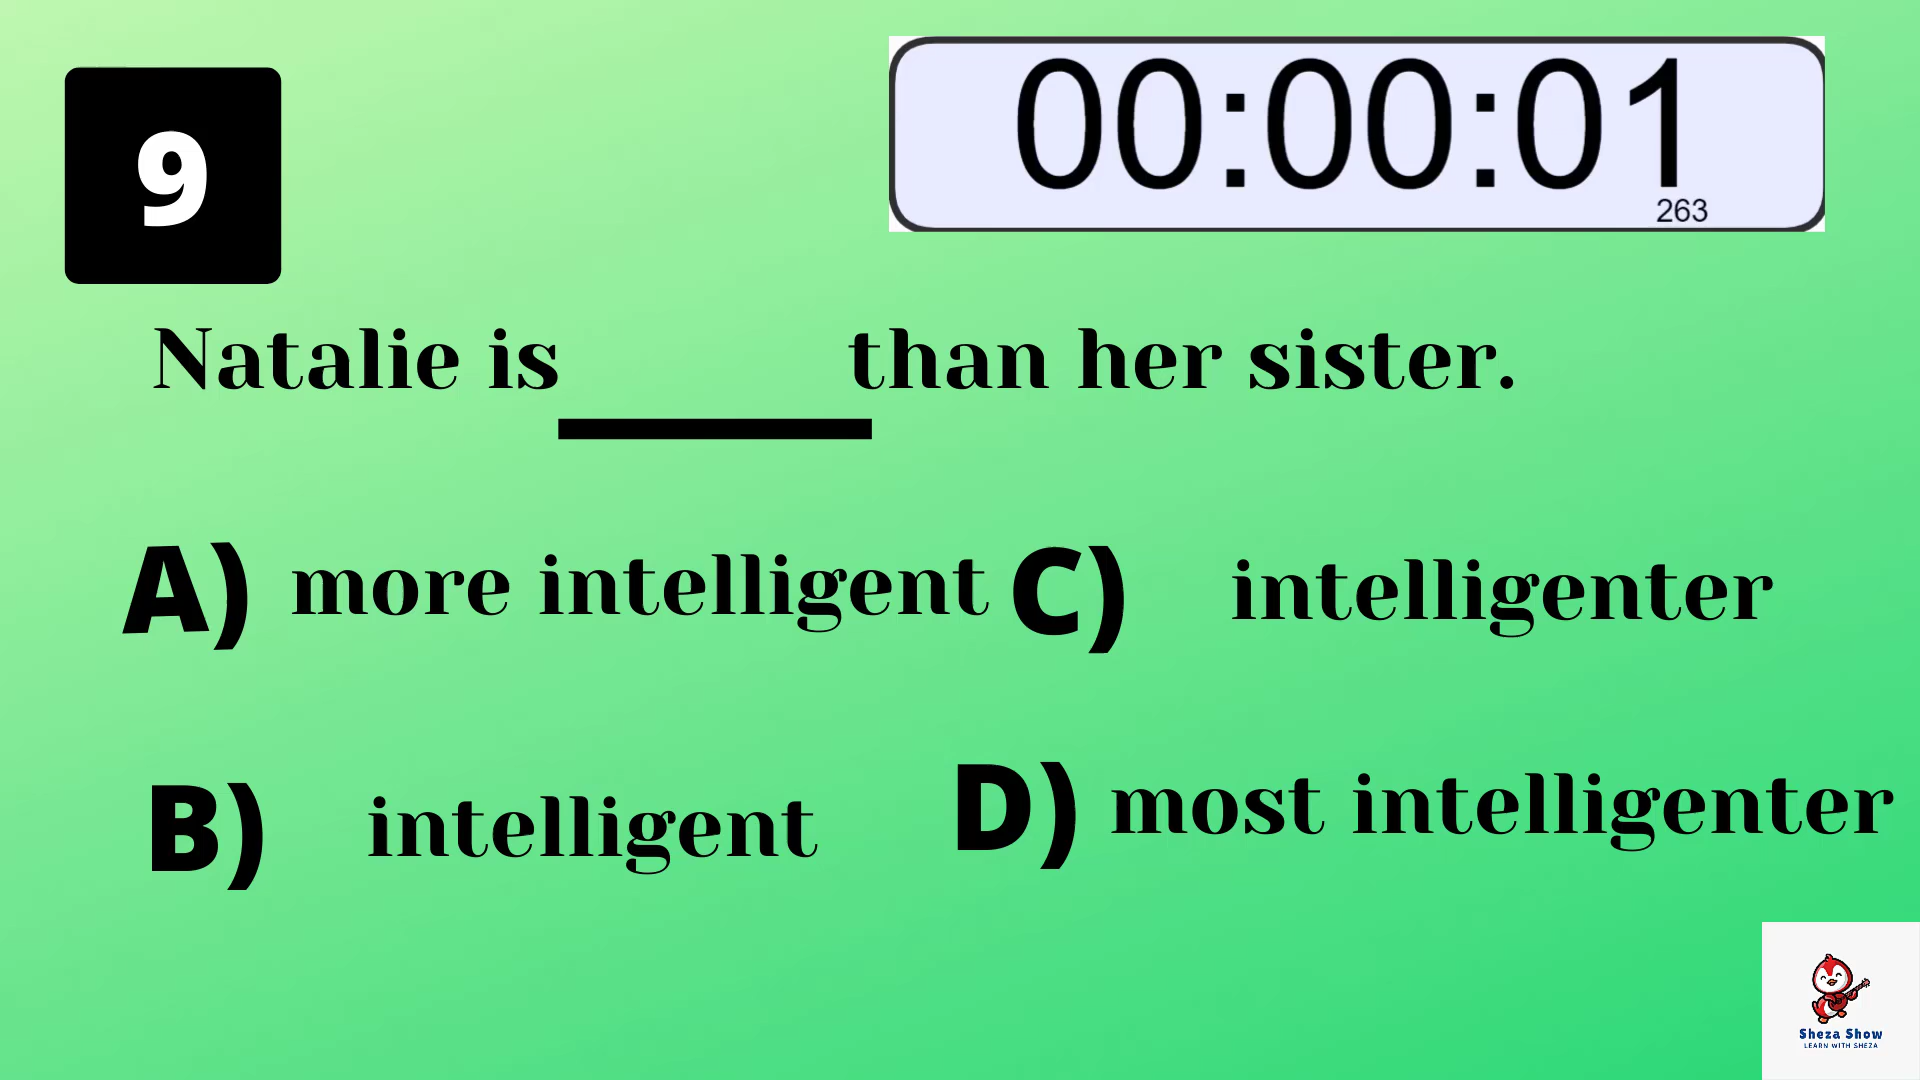 9
00:00:01
263
Natalie is than her sister.
A) more intelligent
C) intelligenter
B) intelligent
D) most intelligenter
Sheza Show
LEARN WITH SHEZA